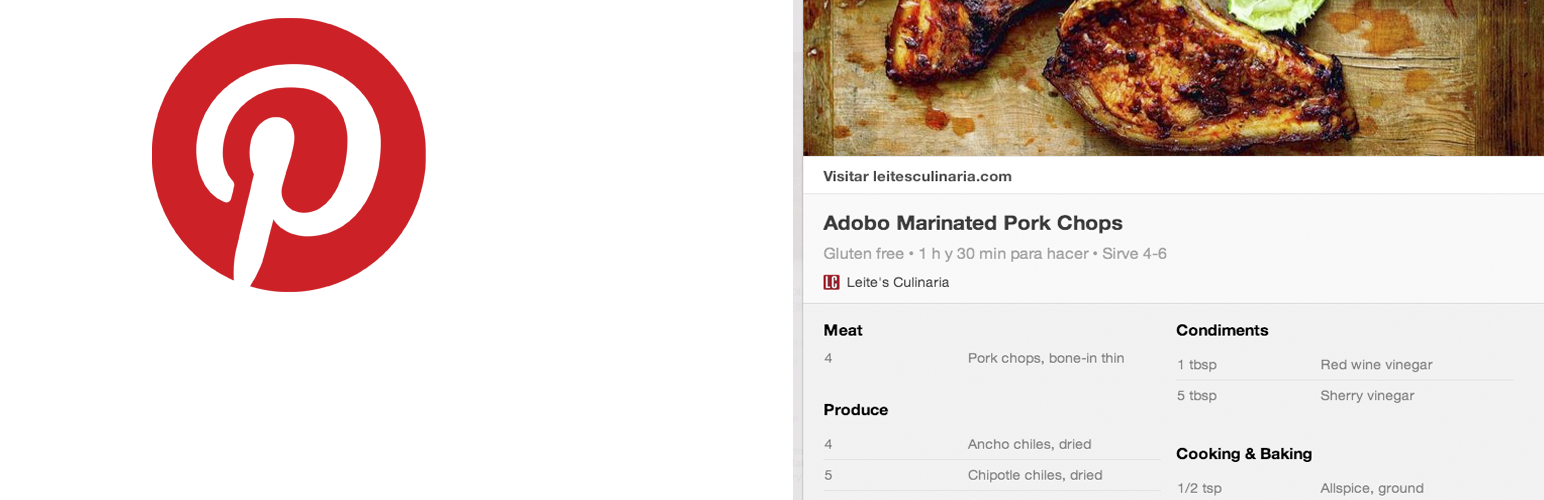 Visitar leitesculinaria.com
Adobo Marinated Pork Chops
Gluten free • 1 h y 30 min para hacer • Sirve 4-6
LC Leite's Culinaria
Meat
4 Pork chops, bone-in thin
Produce
4 Ancho chiles, dried
5 Chipotle chiles, dried
Condiments
1 tbsp Red wine vinegar
5 tbsp Sherry vinegar
Cooking & Baking
1/2 tsp Allspice, ground